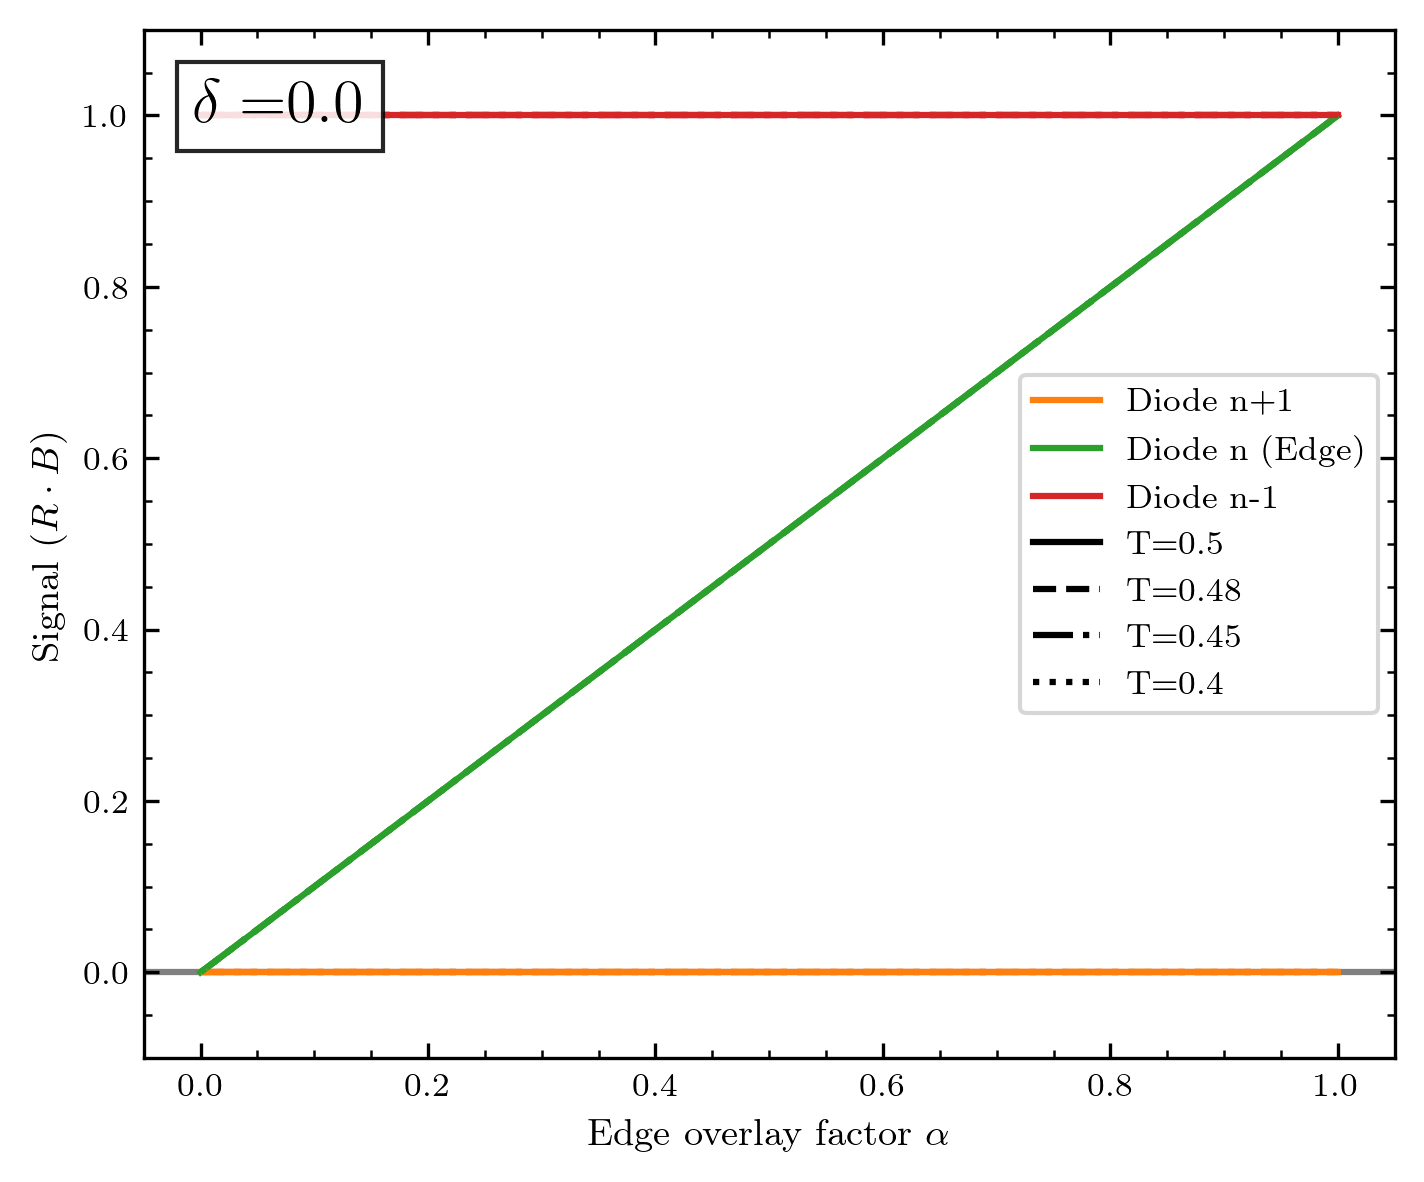 δ =0.0
1.0
0.8
0.6
0.4
0.2
0.0
Signal (R · B)
Diode n+1
Diode n (Edge)
Diode n-1
T=0.5
T=0.48
T=0.45
T=0.4
0.0 0.2 0.4 0.6 0.8 1.0
Edge overlay factor α